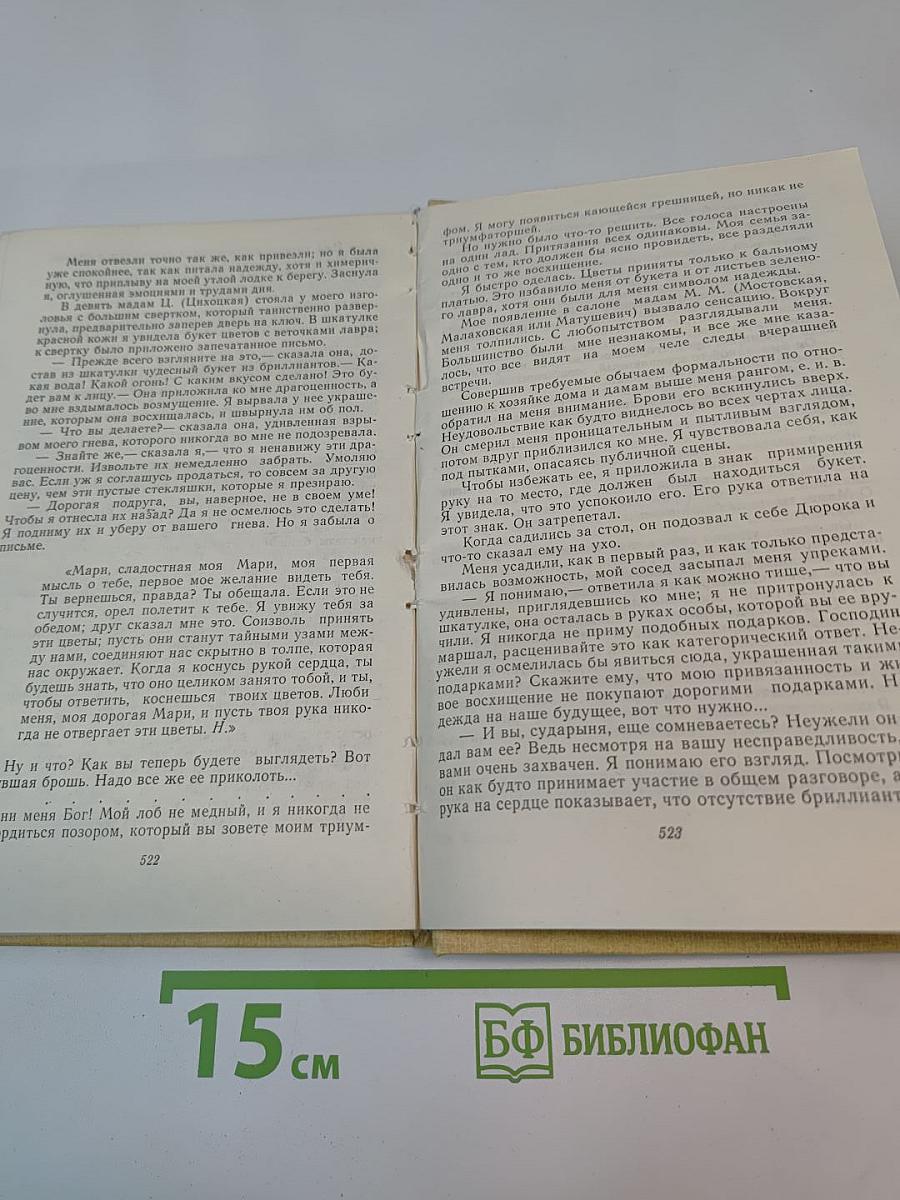 Меня отвезли точно так же, как привезли; но я была
уже спокойнее, так как питала надежду, хотя и химерич-
ную, что приплыву на моей утлой лодке к берегу. Заснула
я, оглушенная эмоциями и трудами дня.
В девять мадам Ц. (Цихоцкая) стояла у моего изго-
ловья с большим свертком, который таинственно развер-
нула, предварительно заперев дверь на ключ. В шкатулке
красной кожи я увидела букет цветов с веточками лавра;
к свертку было приложено запечатанное письмо.
— Прежде всего взгляните на это,— сказала она, до-
став из шкатулки чудесный букет из бриллиантов.— Ка-
кая вода! Какой огонь! С каким вкусом сделано! Это бу-
дет вам к лицу.— Она приложила ко мне драгоценность, а
во мне вздымалось возмущение. Я вырвала у нее украше-
ние, которым она восхищалась, и швырнула им об пол.
— Что вы делаете?— сказала она, удивленная взры-
вом моего гнева, которого никогда во мне не подозревала.
— Знайте же,— сказала я,— что я ненавижу эти дра-
гоценности. Извольте их немедленно забрать. Умоляю
вас. Если уж я соглашусь продаться, то совсем за другую
цену, чем эти пустые стекляшки, которые я презираю.
— Дорогая подруга, вы, наверное, не в своем уме!
Чтобы я отнесла их назад? Да я не осмелюсь это сделать!
Я подниму их и уберу от вашего гнева. Но я забыла о
письме.
«Мари, сладостная моя Мари, моя первая
мысль о тебе, первое мое желание видеть тебя.
Ты вернешься, правда? Ты обещала. Если это не
случится, орел полетит к тебе. Я увижу тебя за
обедом; друг сказал мне это. Соизволь принять
эти цветы; пусть они станут тайными узами меж-
ду нами, соединяют нас скрытно в толпе, которая
нас окружает. Когда я коснусь рукой сердца, ты
будешь знать, что оно целиком занято тобой, и ты,
чтобы ответить, коснешься твоих цветов. Люби
меня, моя дорогая Мари, и пусть твоя рука нико-
гда не отвергает эти цветы. Н.»
Ну и что? Как вы теперь будете выглядеть? Вот
вшая брошь. Надо все же ее приколоть...
. . . . . . . . . . . . .
ни меня Бог! Мой лоб не медный, и я никогда не
рдиться позором, который вы зовете моим триум-
522
фом. Я могу появиться кающейся грешницей, но никак не
триумфаторшей.
Но нужно было что-то решить. Все голоса настроены
на один лад. Притязания всех одинаковы. Моя семья за-
одно с тем, кто должен бы ясно провидеть, все разделяли
одно и то же восхищение.
Я быстро оделась. Цветы приняты только к бальному
платью. Это избавило меня от букета и от листьев зелено-
го лавра, хотя они были для меня символом надежды.
Мое появление в салоне мадам М. М. (Мостовская,
Малаховская или Матушевич) вызвало сенсацию. Вокруг
меня толпились. С любопытством разглядывали меня.
Большинство были мне незнакомы, и все же мне каза-
лось, что все видят на моем челе следы вчерашней
встречи.
Совершив требуемые обычаем формальности по отно-
шению к хозяйке дома и дамам выше меня рангом, е. и. в.
обратил на меня внимание. Брови его вскинулись вверх.
Неудовольствие как будто виднелось во всех чертах лица.
Он смерил меня проницательным и пытливым взглядом,
потом вдруг приблизился ко мне. Я чувствовала себя, как
под пытками, опасаясь публичной сцены.
Чтобы избежать ее, я приложила в знак примирения
руку на то место, где должен был находиться букет.
Я увидела, что это успокоило его. Его рука ответила на
этот знак. Он затрепетал.
Когда садились за стол, он подозвал к себе Дюрока и
что-то сказал ему на ухо.
Меня усадили, как в первый раз, и как только предста-
вилась возможность, мой сосед засыпал меня упреками.
— Я понимаю,— ответила я как можно тише,— что вы
удивлены, приглядевшись ко мне; я не притронулась к
шкатулке, она осталась в руках особы, которой вы ее вру-
чили. Я никогда не приму подобных подарков. Господин
маршал, расценивайте это как категорический ответ. Не-
ужели я осмелилась бы явиться сюда, украшенная такими
подарками? Скажите ему, что мою привязанность и жи
вое восхищение не покупают дорогими подарками. Н
дежда на наше будущее, вот что нужно...
— И вы, сударыня, еще сомневаетесь? Неужели он
дал вам ее? Ведь несмотря на вашу несправедливость,
вами очень захвачен. Я понимаю его взгляд. Посмотри
он как будто принимает участие в общем разговоре, а
рука на сердце показывает, что отсутствие бриллиант
523
15 см
БФ БИБЛИОФАН